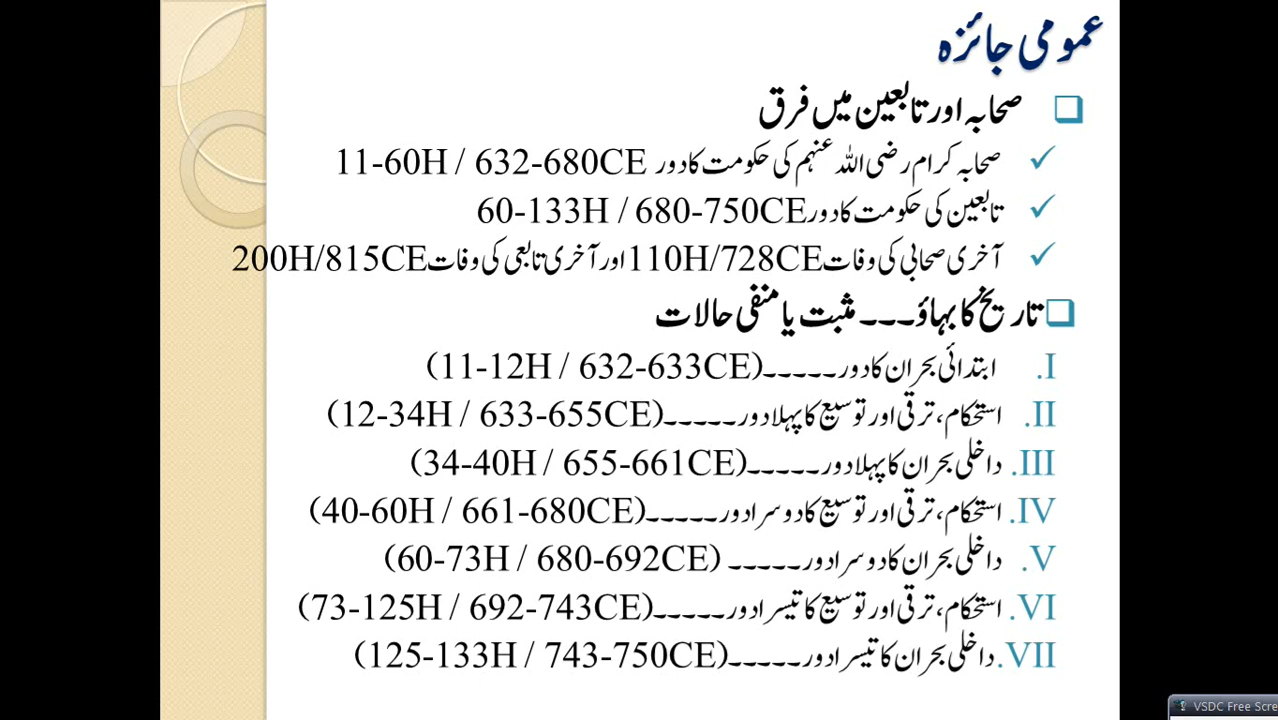 عمومی جائزہ
صحابہ اور تابعین میں فرق
صحابہ کرام رضی اللہ عنہم کی حکومت کا دور 11-60H / 632-680CE
تابعین کی حکومت کا دور 60-133H / 680-750CE
آخری صحابی کی وفات 110H/728CE اور آخری تابعی کی وفات 200H/815CE
تاریخ کا بہاؤ۔۔۔ مثبت یا منفی حالات
I. ابتدائی بحران کا دور۔۔۔۔۔(11-12H / 632-633CE)
II. استحکام، ترقی اور توسیع کا پہلا دور۔۔۔۔۔(12-34H / 633-655CE)
III. داخلی بحران کا پہلا دور۔۔۔۔۔(34-40H / 655-661CE)
IV. استحکام، ترقی اور توسیع کا دوسرا دور۔۔۔۔۔(40-60H / 661-680CE)
V. داخلی بحران کا دوسرا دور۔۔۔۔۔ (60-73H / 680-692CE)
VI. استحکام، ترقی اور توسیع کا تیسرا دور۔۔۔۔۔(73-125H / 692-743CE)
VII. داخلی بحران کا تیسرا دور۔۔۔۔۔(125-133H / 743-750CE)
VSDC Free Scre